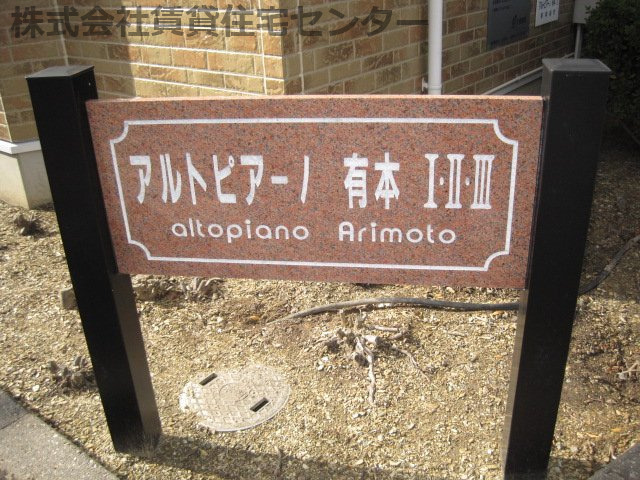 株式会社賃貸住宅センター
アルトピアーノ 有本 Ⅰ·Ⅱ·Ⅲ
altopiano Arimoto